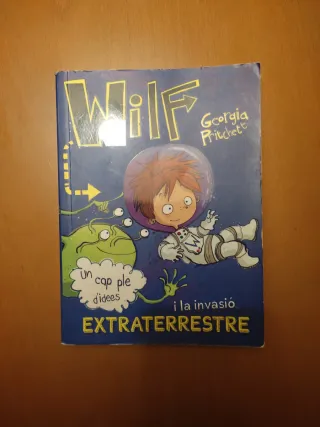 Wilf
Georgia
Pritchett
Un cap ple
d'idees
i la invasió
EXTRATERRESTRE